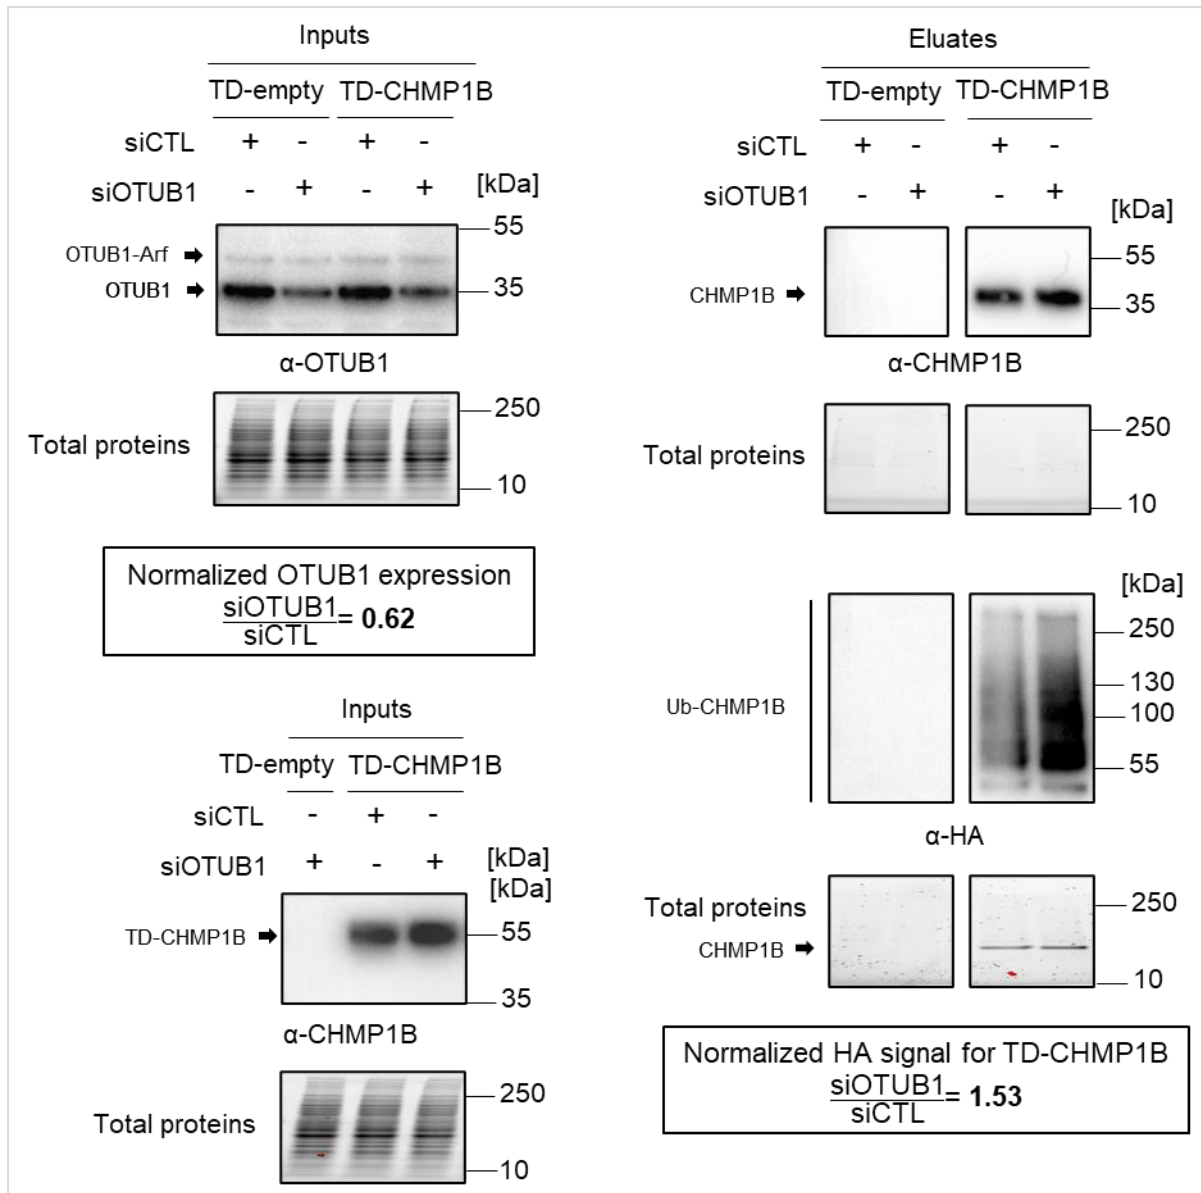 Inputs
TD-empty TD-CHMP1B
siCTL + - + -
siOTUB1 - + - + [kDa]
55
OTUB1-Arf
OTUB1 35
α-OTUB1
250
Total proteins
10
Normalized OTUB1 expression
siOTUB1
siCTL
= 0.62
Inputs
TD-empty TD-CHMP1B
siCTL - + -
siOTUB1 + - + [kDa]
[kDa]
TD-CHMP1B 55
35
α-CHMP1B
250
Total proteins
10
Eluates
TD-empty TD-CHMP1B
siCTL + - + -
siOTUB1 - + - +
[kDa]
55
CHMP1B 35
α-CHMP1B
250
Total proteins
10
[kDa]
250
130
Ub-CHMP1B 100
55
α-HA
Total proteins 250
CHMP1B
10
Normalized HA signal for TD-CHMP1B
siOTUB1
siCTL
= 1.53